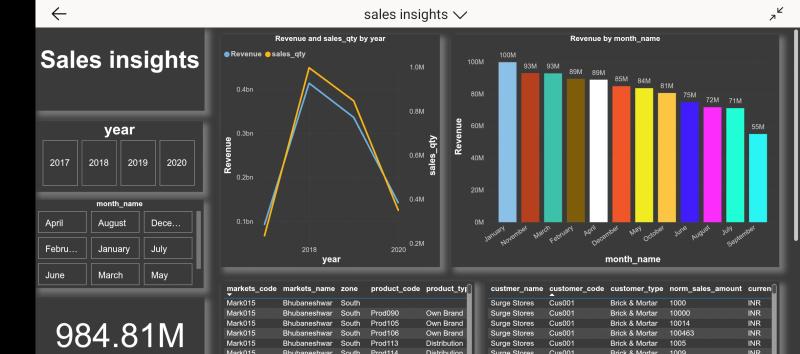 sales insights
Sales insights
year
2017 2018 2019 2020
month_name
April August Dece...
Febru... January July
June March May
984.81M
Revenue and sales_qty by year
Revenue sales_qty
0.4bn
0.3bn
0.2bn
0.1bn
Revenue
1.0M
0.8M
0.6M
0.4M
0.2M
sales_qty
2018 2020
year
Revenue by month_name
100M
80M
60M
40M
20M
0M
Revenue
100M 93M 93M 89M 89M 85M 84M 81M 75M 72M 71M 55M
January November March February April December May October June August July September
month_name
markets_code markets_name zone product_code product_typ
Mark015 Bhubaneshwar South
Mark015 Bhubaneshwar South Prod090 Own Brand
Mark015 Bhubaneshwar South Prod105 Own Brand
Mark015 Bhubaneshwar South Prod106 Own Brand
Mark015 Bhubaneshwar South Prod113 Distribution
Mark015 Bhubaneshwar South Prod114 Distribution
custmer_name customer_code customer_type norm_sales_amount curren
Surge Stores Cus001 Brick & Mortar 1000 INR
Surge Stores Cus001 Brick & Mortar 10000 INR
Surge Stores Cus001 Brick & Mortar 10014 INR
Surge Stores Cus001 Brick & Mortar 100463 INR
Surge Stores Cus001 Brick & Mortar 1005 INR
Surge Stores Cus001 Brick & Mortar 1009 INR